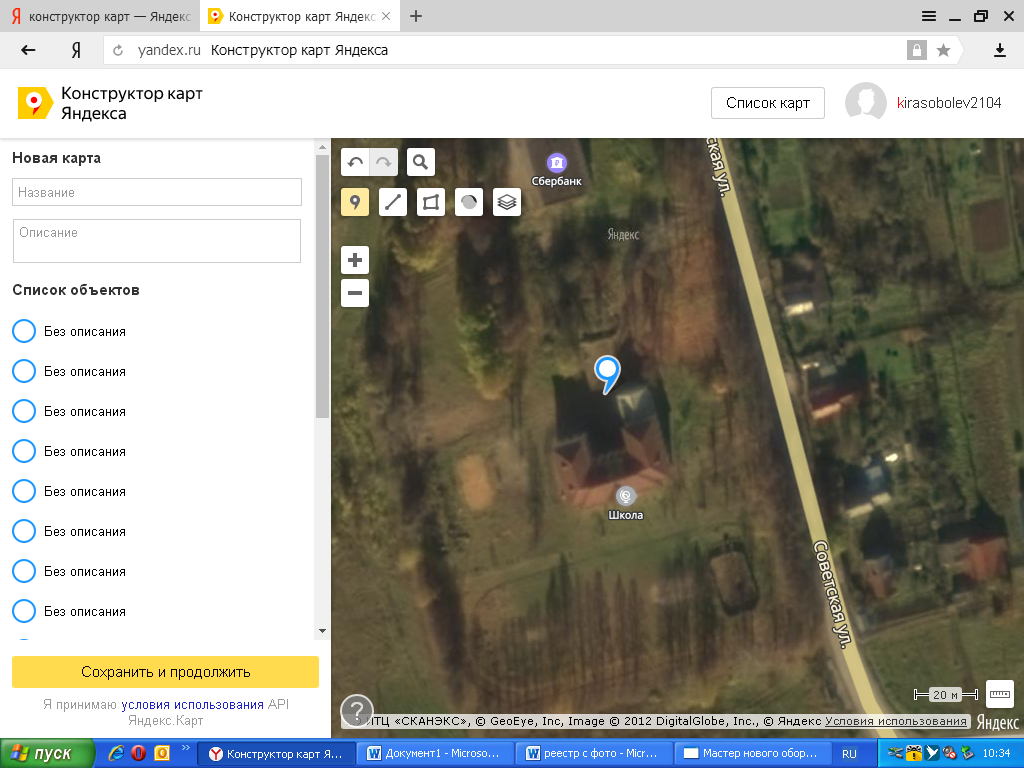 конструктор карт — Яндекс
Конструктор карт Яндекс
yandex.ru Конструктор карт Яндекса
Конструктор карт
Яндекса
Список карт
kirasobolev2104
Новая карта
Название
Описание
Список объектов
Без описания
Без описания
Без описания
Без описания
Без описания
Без описания
Без описания
Без описания
Сохранить и продолжить
Я принимаю условия использования API
Яндекс.Карт
Сбербанк
ская ул.
Яндекс
Школа
Советская ул.
20 м
ИТЦ «СКАНЭКС», © GeoEye, Inc, Image © 2012 DigitalGlobe, Inc., © Яндекс Условия использования
Яндекс
пуск
Конструктор карт Я...
Документ1 - Microso...
реестр с фото - Micr...
Мастер нового обор...
RU
10:34